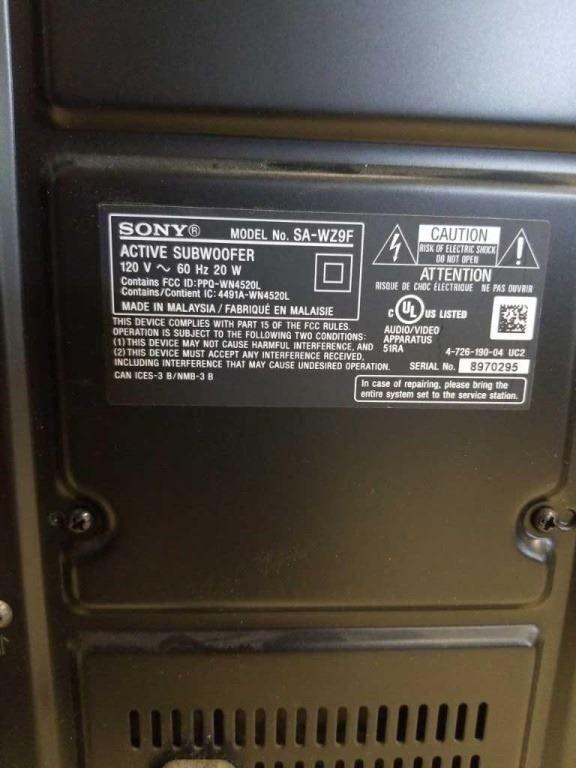 SONY® MODEL No. SA-WZ9F
ACTIVE SUBWOOFER
120 V ~ 60 Hz 20 W
Contains FCC ID:PPQ-WN4520L
Contains/Contient IC: 4491A-WN4520L
MADE IN MALAYSIA / FABRIQUÉ EN MALAISIE
THIS DEVICE COMPLIES WITH PART 15 OF THE FCC RULES.
OPERATION IS SUBJECT TO THE FOLLOWING TWO CONDITIONS:
(1)THIS DEVICE MAY NOT CAUSE HARMFUL INTERFERENCE, AND
(2)THIS DEVICE MUST ACCEPT ANY INTERFERENCE RECEIVED,
INCLUDING INTERFERENCE THAT MAY CAUSE UNDESIRED OPERATION.
CAN ICES-3 B/NMB-3 B
CAUTION
RISK OF ELECTRIC SHOCK
DO NOT OPEN
ATTENTION
RISQUE DE CHOC ÉLECTRIQUE NE PAS OUVRIR
C UL US LISTED
AUDIO/VIDEO
APPARATUS
51RA
4-726-190-04 UC2
SERIAL No. 8970295
In case of repairing, please bring the
entire system set to the service station.